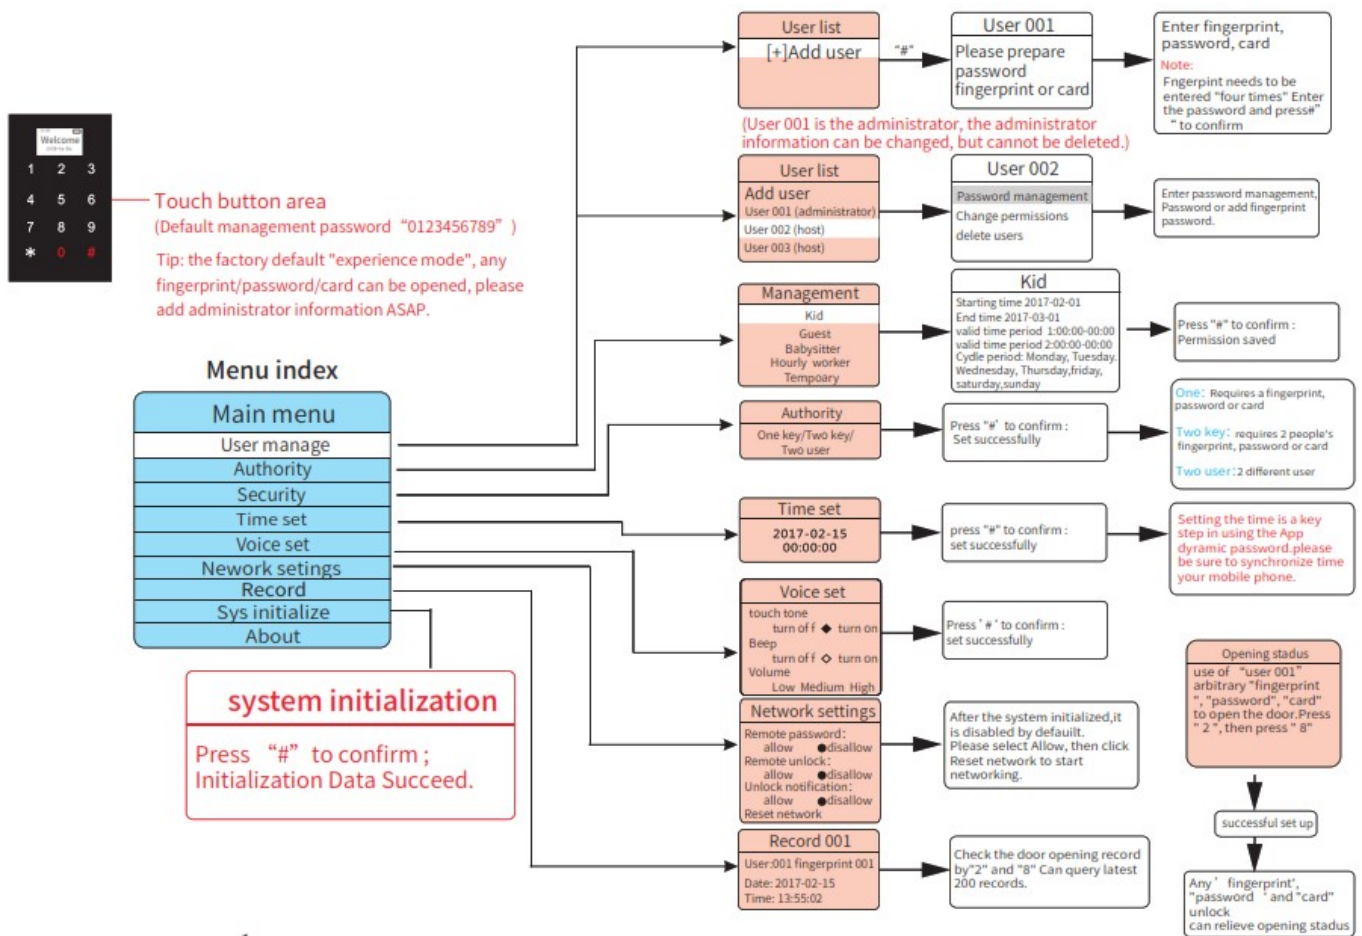 Welcome
1 2 3
4 5 6
7 8 9
* 0 #
Touch button area
(Default management password “0123456789”)
Tip: the factory default "experience mode", any
fingerprint/password/card can be opened, please
add administrator information ASAP.
Menu index
Main menu
User manage
Authority
Security
Time set
Voice set
Nework setings
Record
Sys initialize
About
system initialization
Press “#” to confirm ;
Initialization Data Succeed.
User list
[+]Add user
"#"
User 001
Please prepare
password
fingerprint or card
Enter fingerprint,
password, card
Note:
Fngerpint needs to be
entered "four times" Enter
the password and press#”
“ to confirm
(User 001 is the administrator, the administrator
information can be changed, but cannot be deleted.)
User list
Add user
User 001 (administrator)
User 002 (host)
User 003 (host)
User 002
Password management
Change permissions
delete users
Enter password management,
Password or add fingerprint
password.
Management
Kid
Guest
Babysitter
Hourly worker
Tempoary
Kid
Starting time 2017-02-01
End time 2017-03-01
valid time period 1:00:00-00:00
valid time period 2:00:00-00:00
Cydle period: Monday, Tuesday.
Wednesday, Thursday,friday,
saturday,sunday
Press "#" to confirm :
Permission saved
Authority
One key/Two key/
Two user
Press "#' to confirm :
Set successfully
One: Requires a fingerprint,
password or card
Two key: requires 2 people's
fingerprint, password or card
Two user:2 different user
Time set
2017-02-15
00:00:00
press "#" to confirm :
set successfully
Setting the time is a key
step in using the App
dynamic password.please
be sure to synchronize time
your mobile phone.
Voice set
touch tone
turn off ◆ turn on
Beep
turn off ◇ turn on
Volume
Low Medium High
Press ' # ' to confirm :
set successfully
Network settings
Remote password:
allow ●disallow
Remote unlock:
allow ●disallow
Unlock notification:
allow ●disallow
Reset network
After the system initialized,it
is disabled by defauilt.
Please select Allow, then click
Reset network to start
networking.
Record 001
User:001 fingerprint 001
Date: 2017-02-15
Time: 13:55:02
Check the door opening record
by"2" and "8" Can query latest
200 records.
Opening stadus
use of “user 001”
arbitrary "fingerprint
", "password", "card"
to open the door.Press
" 2 ", then press " 8"
successful set up
Any ' fingerprint',
"password ' and "card"
unlock
can relieve opening stadus